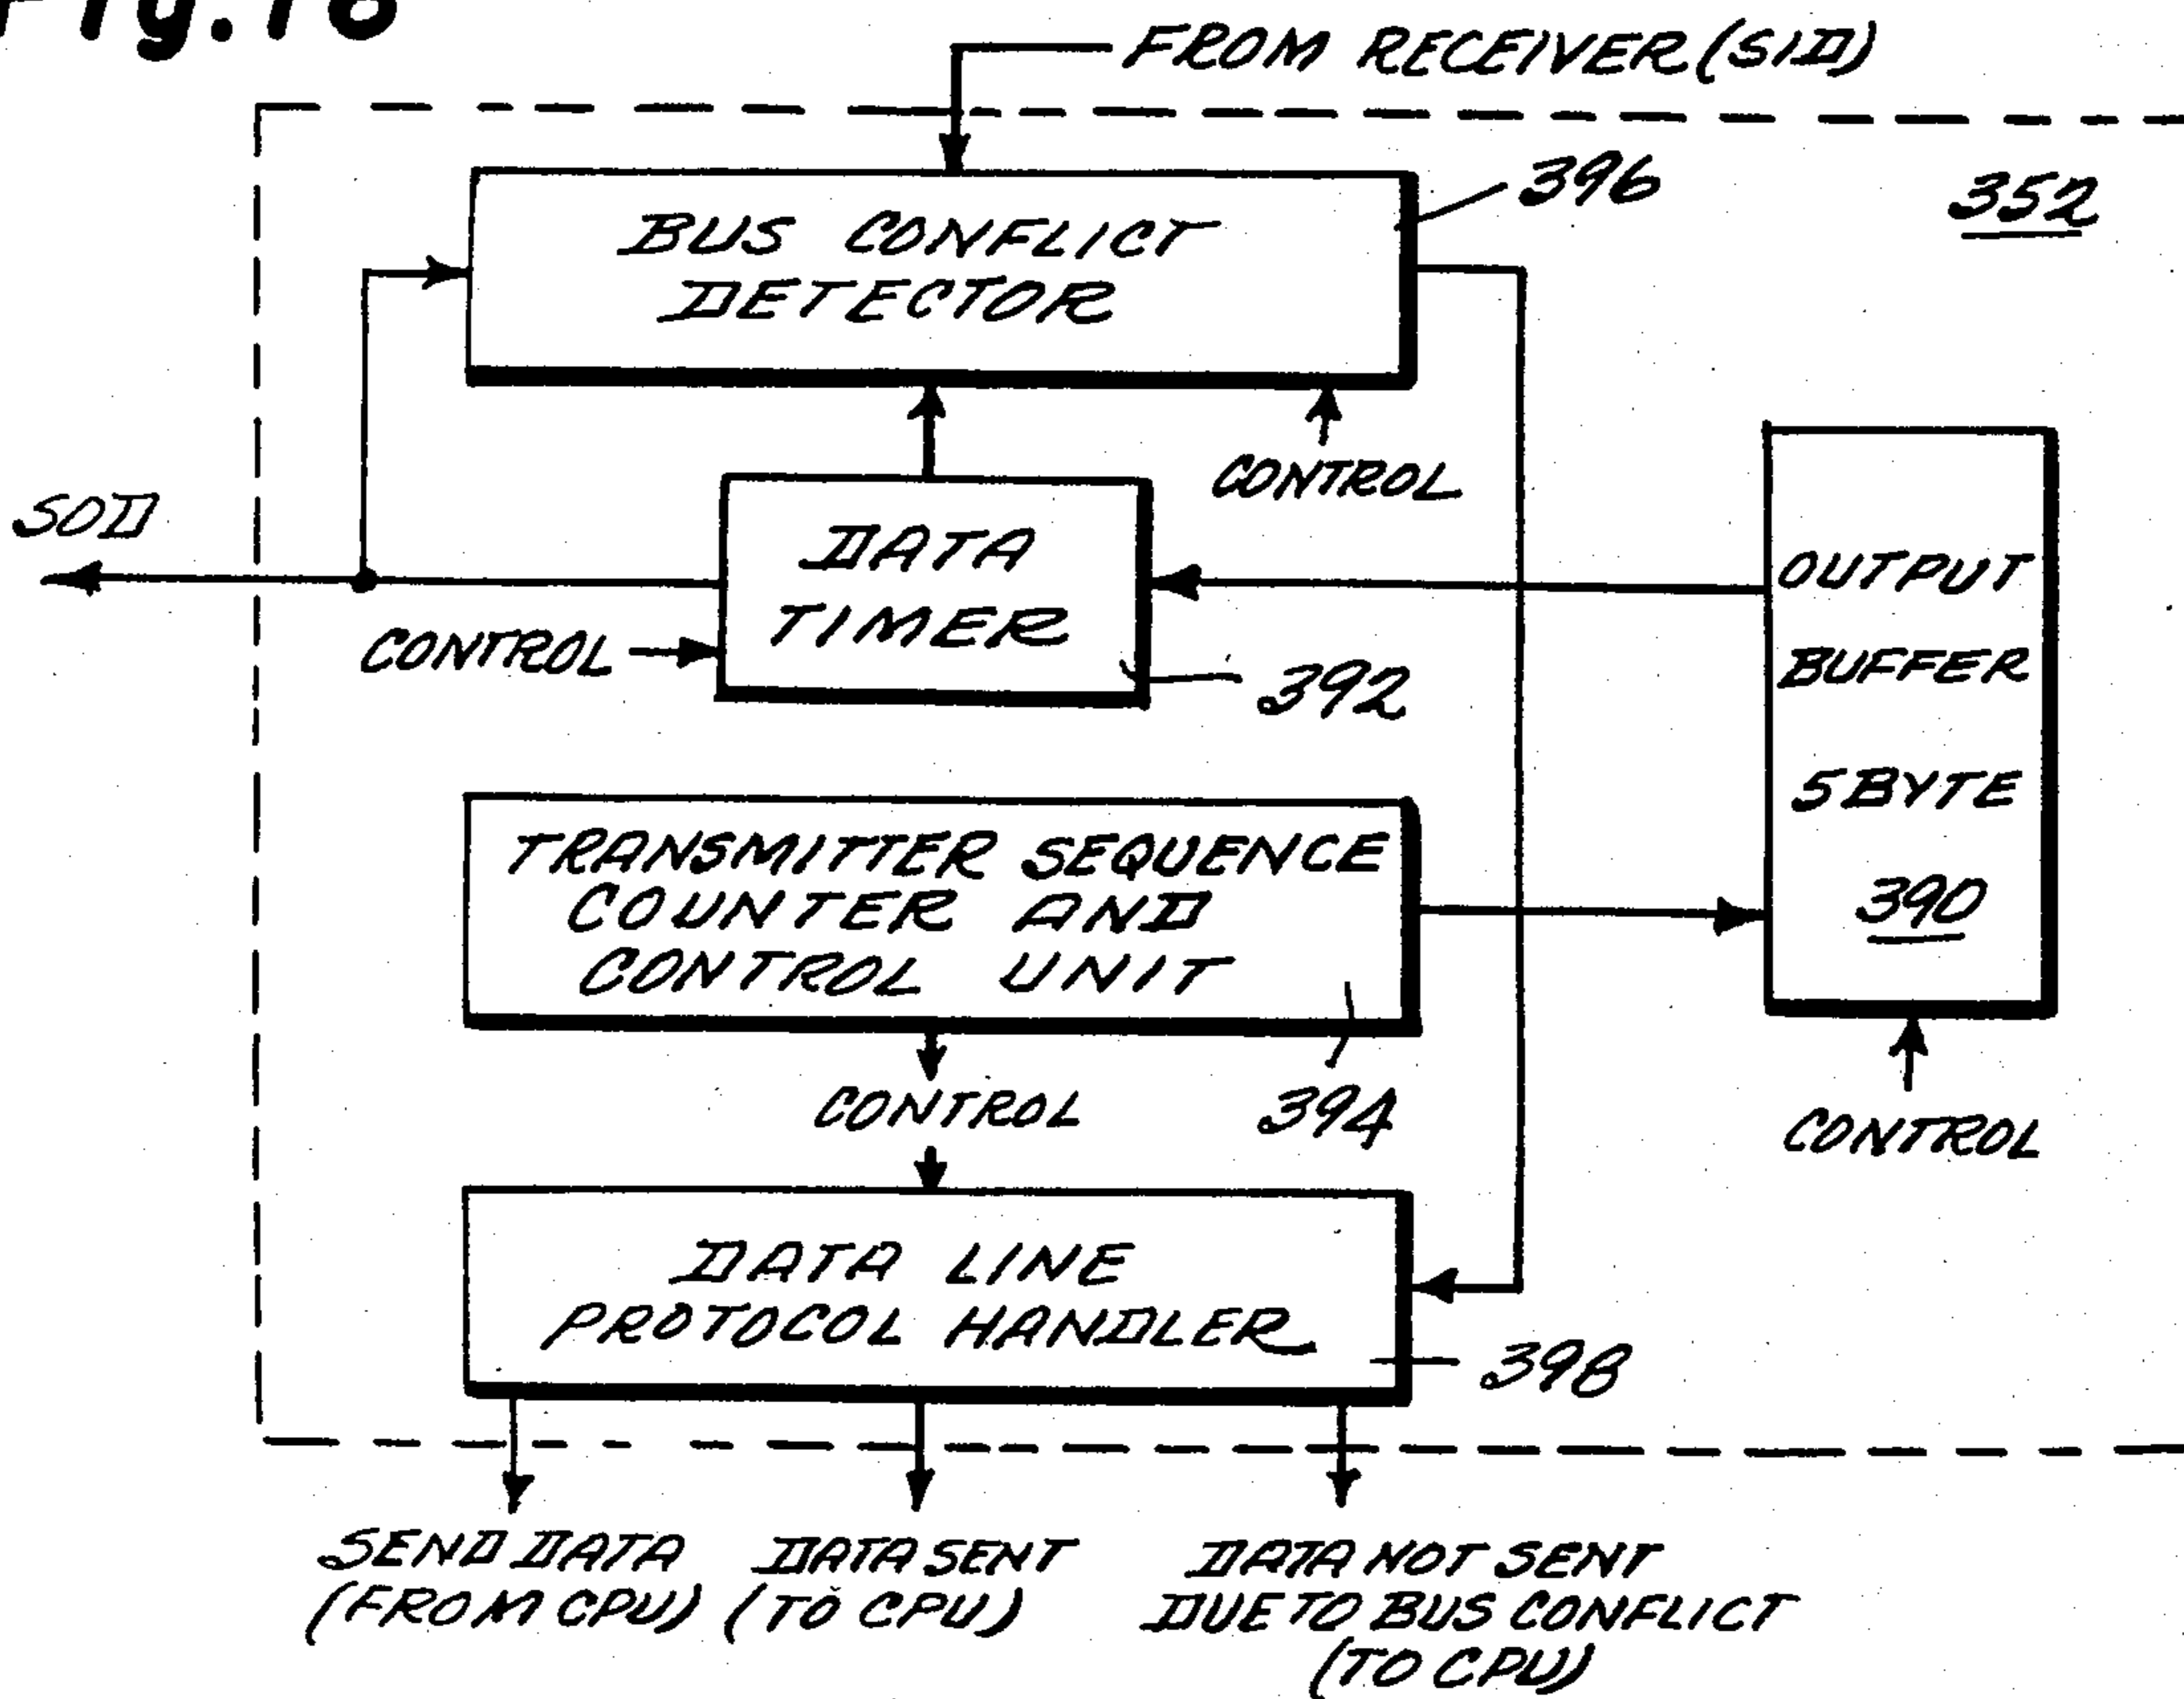 Fig. 18
FROM RECEIVER (SID)
396
352
BUS CONFLICT
DETECTOR
CONTROL
SOD
DATA
TIMER
CONTROL
392
OUTPUT
BUFFER
5 BYTE
390
TRANSMITTER SEQUENCE
COUNTER AND
CONTROL UNIT
CONTROL
394
CONTROL
DATA LINE
PROTOCOL HANDLER
398
SEND DATA
(FROM CPU)
DATA SENT
(TO CPU)
DATA NOT SENT
DUE TO BUS CONFLICT
(TO CPU)